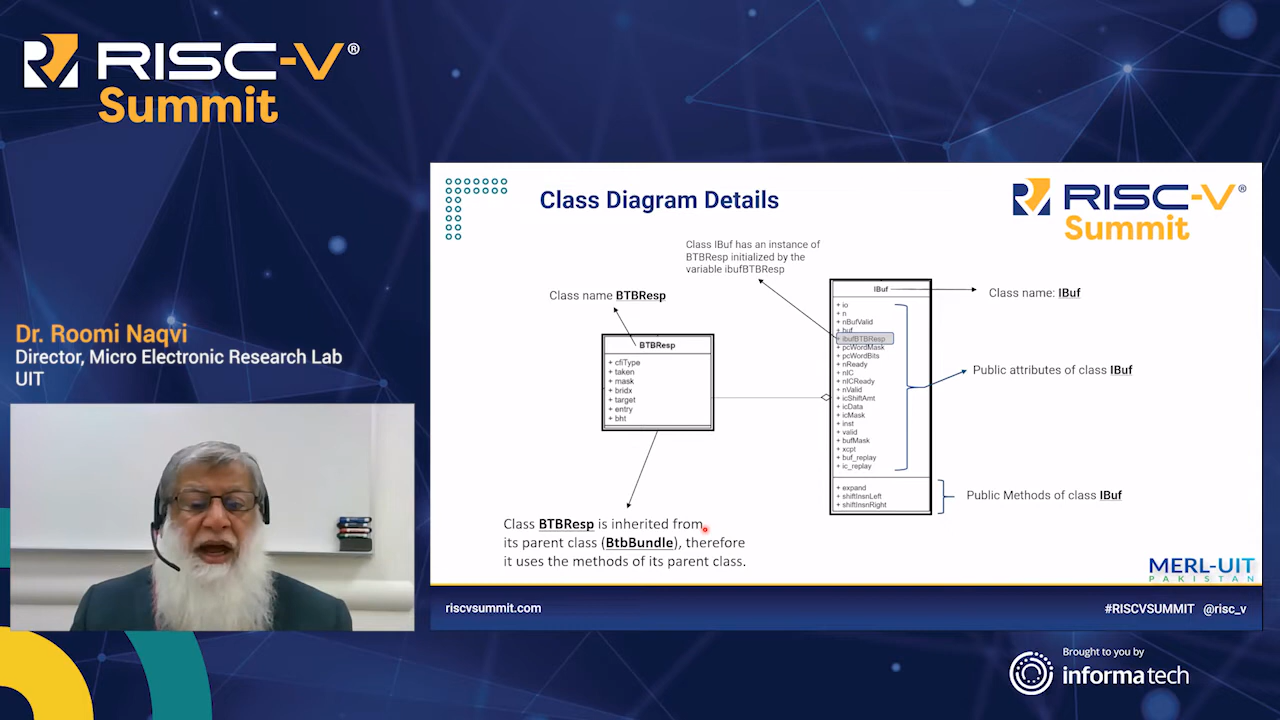 RISC-V®
Summit
Dr. Roomi Naqvi
Director, Micro Electronic Research Lab
UIT
Class Diagram Details
RISC-V®
Summit
Class IBuf has an instance of
BTBResp initialized by the
variable ibufBTBResp
Class name BTBResp
BTBResp
+ cfiType
+ taken
+ mask
+ bridx
+ target
+ entry
+ bht
IBuf
+ io
+ n
+ nBufValid
+ buf
+ ibufBTBResp
+ pcWordMask
+ pcWordBits
+ nReady
+ nIC
+ nICReady
+ nValid
+ icShiftAmt
+ icData
+ icMask
+ inst
+ valid
+ bufMask
+ xcpt
+ buf_replay
+ ic_replay
+ expand
+ shiftInsnLeft
+ shiftInsnRight
Class name: IBuf
Public attributes of class IBuf
Public Methods of class IBuf
Class BTBResp is inherited from
its parent class (BtbBundle), therefore
it uses the methods of its parent class.
MERL-UIT
PAKISTAN
riscvsummit.com
#RISCVSUMMIT @risc_v
Brought to you by
informatech